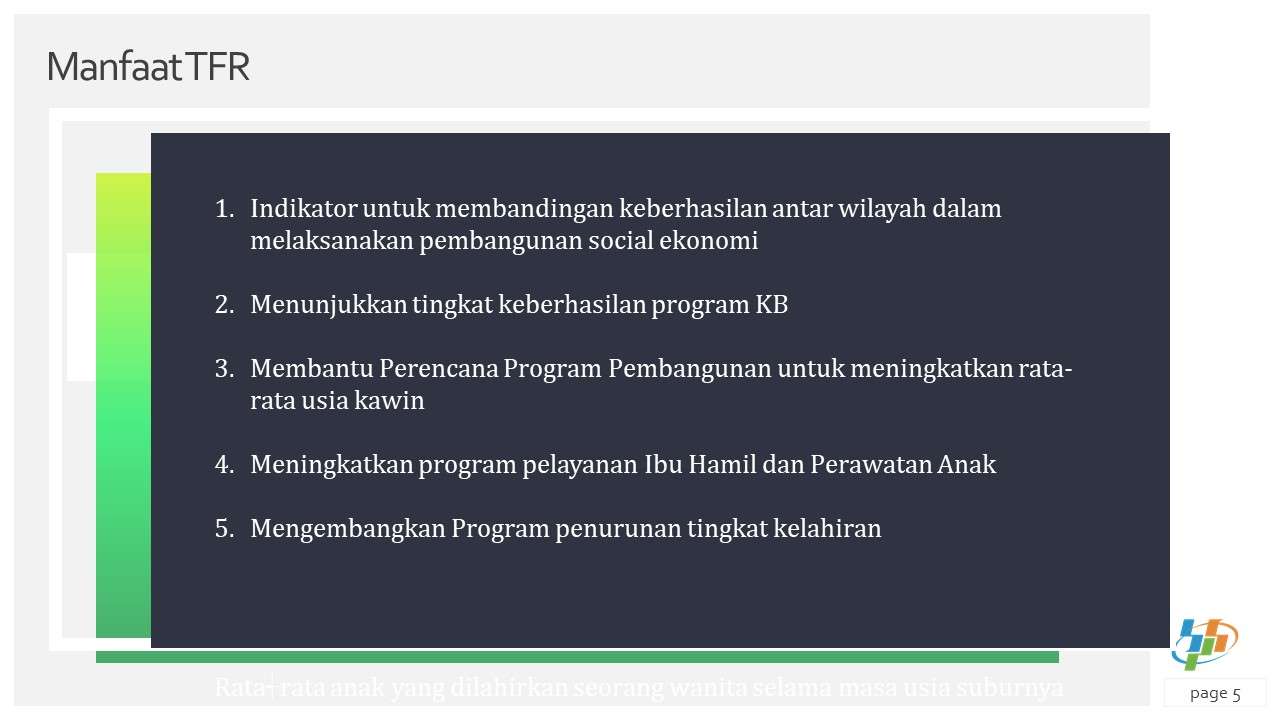 Manfaat TFR
1. Indikator untuk membandingan keberhasilan antar wilayah dalam
melaksanakan pembangunan social ekonomi
2. Menunjukkan tingkat keberhasilan program KB
3. Membantu Perencana Program Pembangunan untuk meningkatkan rata-
rata usia kawin
4. Meningkatkan program pelayanan Ibu Hamil dan Perawatan Anak
5. Mengembangkan Program penurunan tingkat kelahiran
Rata-rata anak yang dilahirkan seorang wanita selama masa usia suburnya
page 5